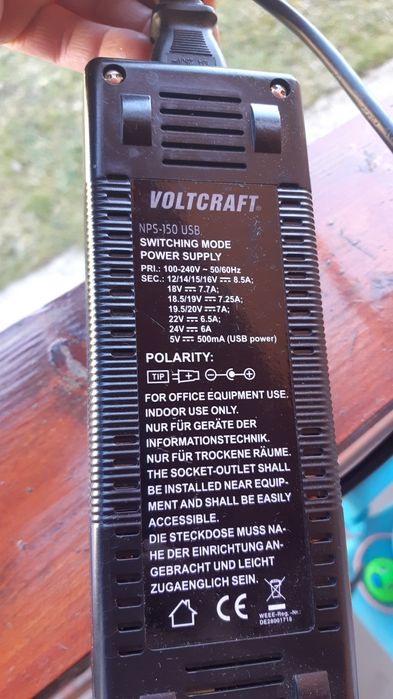 VOLTCRAFT
NPS-150 USB
SWITCHING MODE
POWER SUPPLY
PRI.: 100-240V ~ 50/60Hz
SEC.: 12/14/15/16V ⎓ 8.5A;
18V ⎓ 7.7A;
18.5/19V ⎓ 7.25A;
19.5/20V ⎓ 7A;
22V ⎓ 6.5A;
24V ⎓ 6A
5V ⎓ 500mA (USB power)
POLARITY:
TIP
FOR OFFICE EQUIPMENT USE.
INDOOR USE ONLY.
NUR FÜR GERÄTE DER
INFORMATIONSTECHNIK.
NUR FÜR TROCKENE RÄUME.
THE SOCKET-OUTLET SHALL
BE INSTALLED NEAR EQUIP-
MENT AND SHALL BE EASILY
ACCESSIBLE.
DIE STECKDOSE MUSS NA-
HE DER EINRICHTUNG AN-
GEBRACHT UND LEICHT
ZUGAENGLICH SEIN.
CE
WEEE-Reg.-Nr.
DE28001718